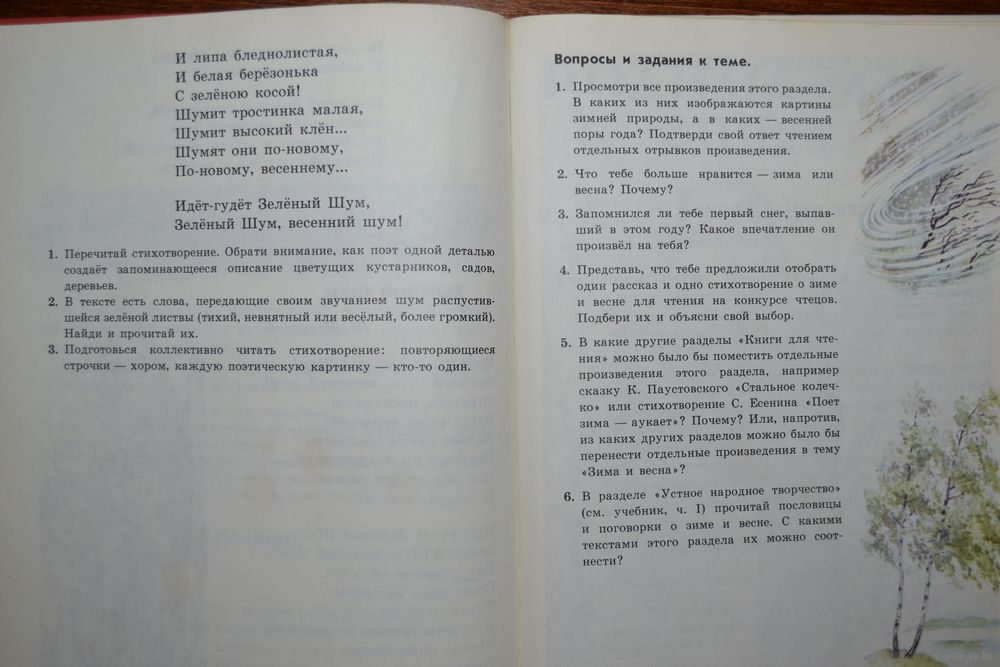 И липа бледнолистая,
И белая берёзонька
С зелёною косой!
Шумит тростинка малая,
Шумит высокий клён...
Шумят они по-новому,
По-новому, весеннему...
Идёт-гудёт Зелёный Шум,
Зелёный Шум, весенний шум!
1. Перечитай стихотворение. Обрати внимание, как поэт одной деталью
создаёт запоминающееся описание цветущих кустарников, садов,
деревьев.
2. В тексте есть слова, передающие своим звучанием шум распустив-
шейся зелёной листвы (тихий, невнятный или весёлый, более громкий).
Найди и прочитай их.
3. Подготовься коллективно читать стихотворение: повторяющиеся
строчки — хором, каждую поэтическую картинку — кто-то один.
Вопросы и задания к теме.
1. Просмотри все произведения этого раздела.
В каких из них изображаются картины
зимней природы, а в каких — весенней
поры года? Подтверди свой ответ чтением
отдельных отрывков произведения.
2. Что тебе больше нравится — зима или
весна? Почему?
3. Запомнился ли тебе первый снег, выпав-
ший в этом году? Какое впечатление он
произвёл на тебя?
4. Представь, что тебе предложили отобрать
один рассказ и одно стихотворение о зиме
и весне для чтения на конкурсе чтецов.
Подбери их и объясни свой выбор.
5. В какие другие разделы «Книги для чте-
ния» можно было бы поместить отдельные
произведения этого раздела, например
сказку К. Паустовского «Стальное колеч-
ко» или стихотворение С. Есенина «Поет
зима — аукает»? Почему? Или, напротив,
из каких других разделов можно было бы
перенести отдельные произведения в тему
«Зима и весна»?
6. В разделе «Устное народное творчество»
(см. учебник, ч. I) прочитай пословицы
и поговорки о зиме и весне. С какими
текстами этого раздела их можно соот-
нести?
www.ay.by